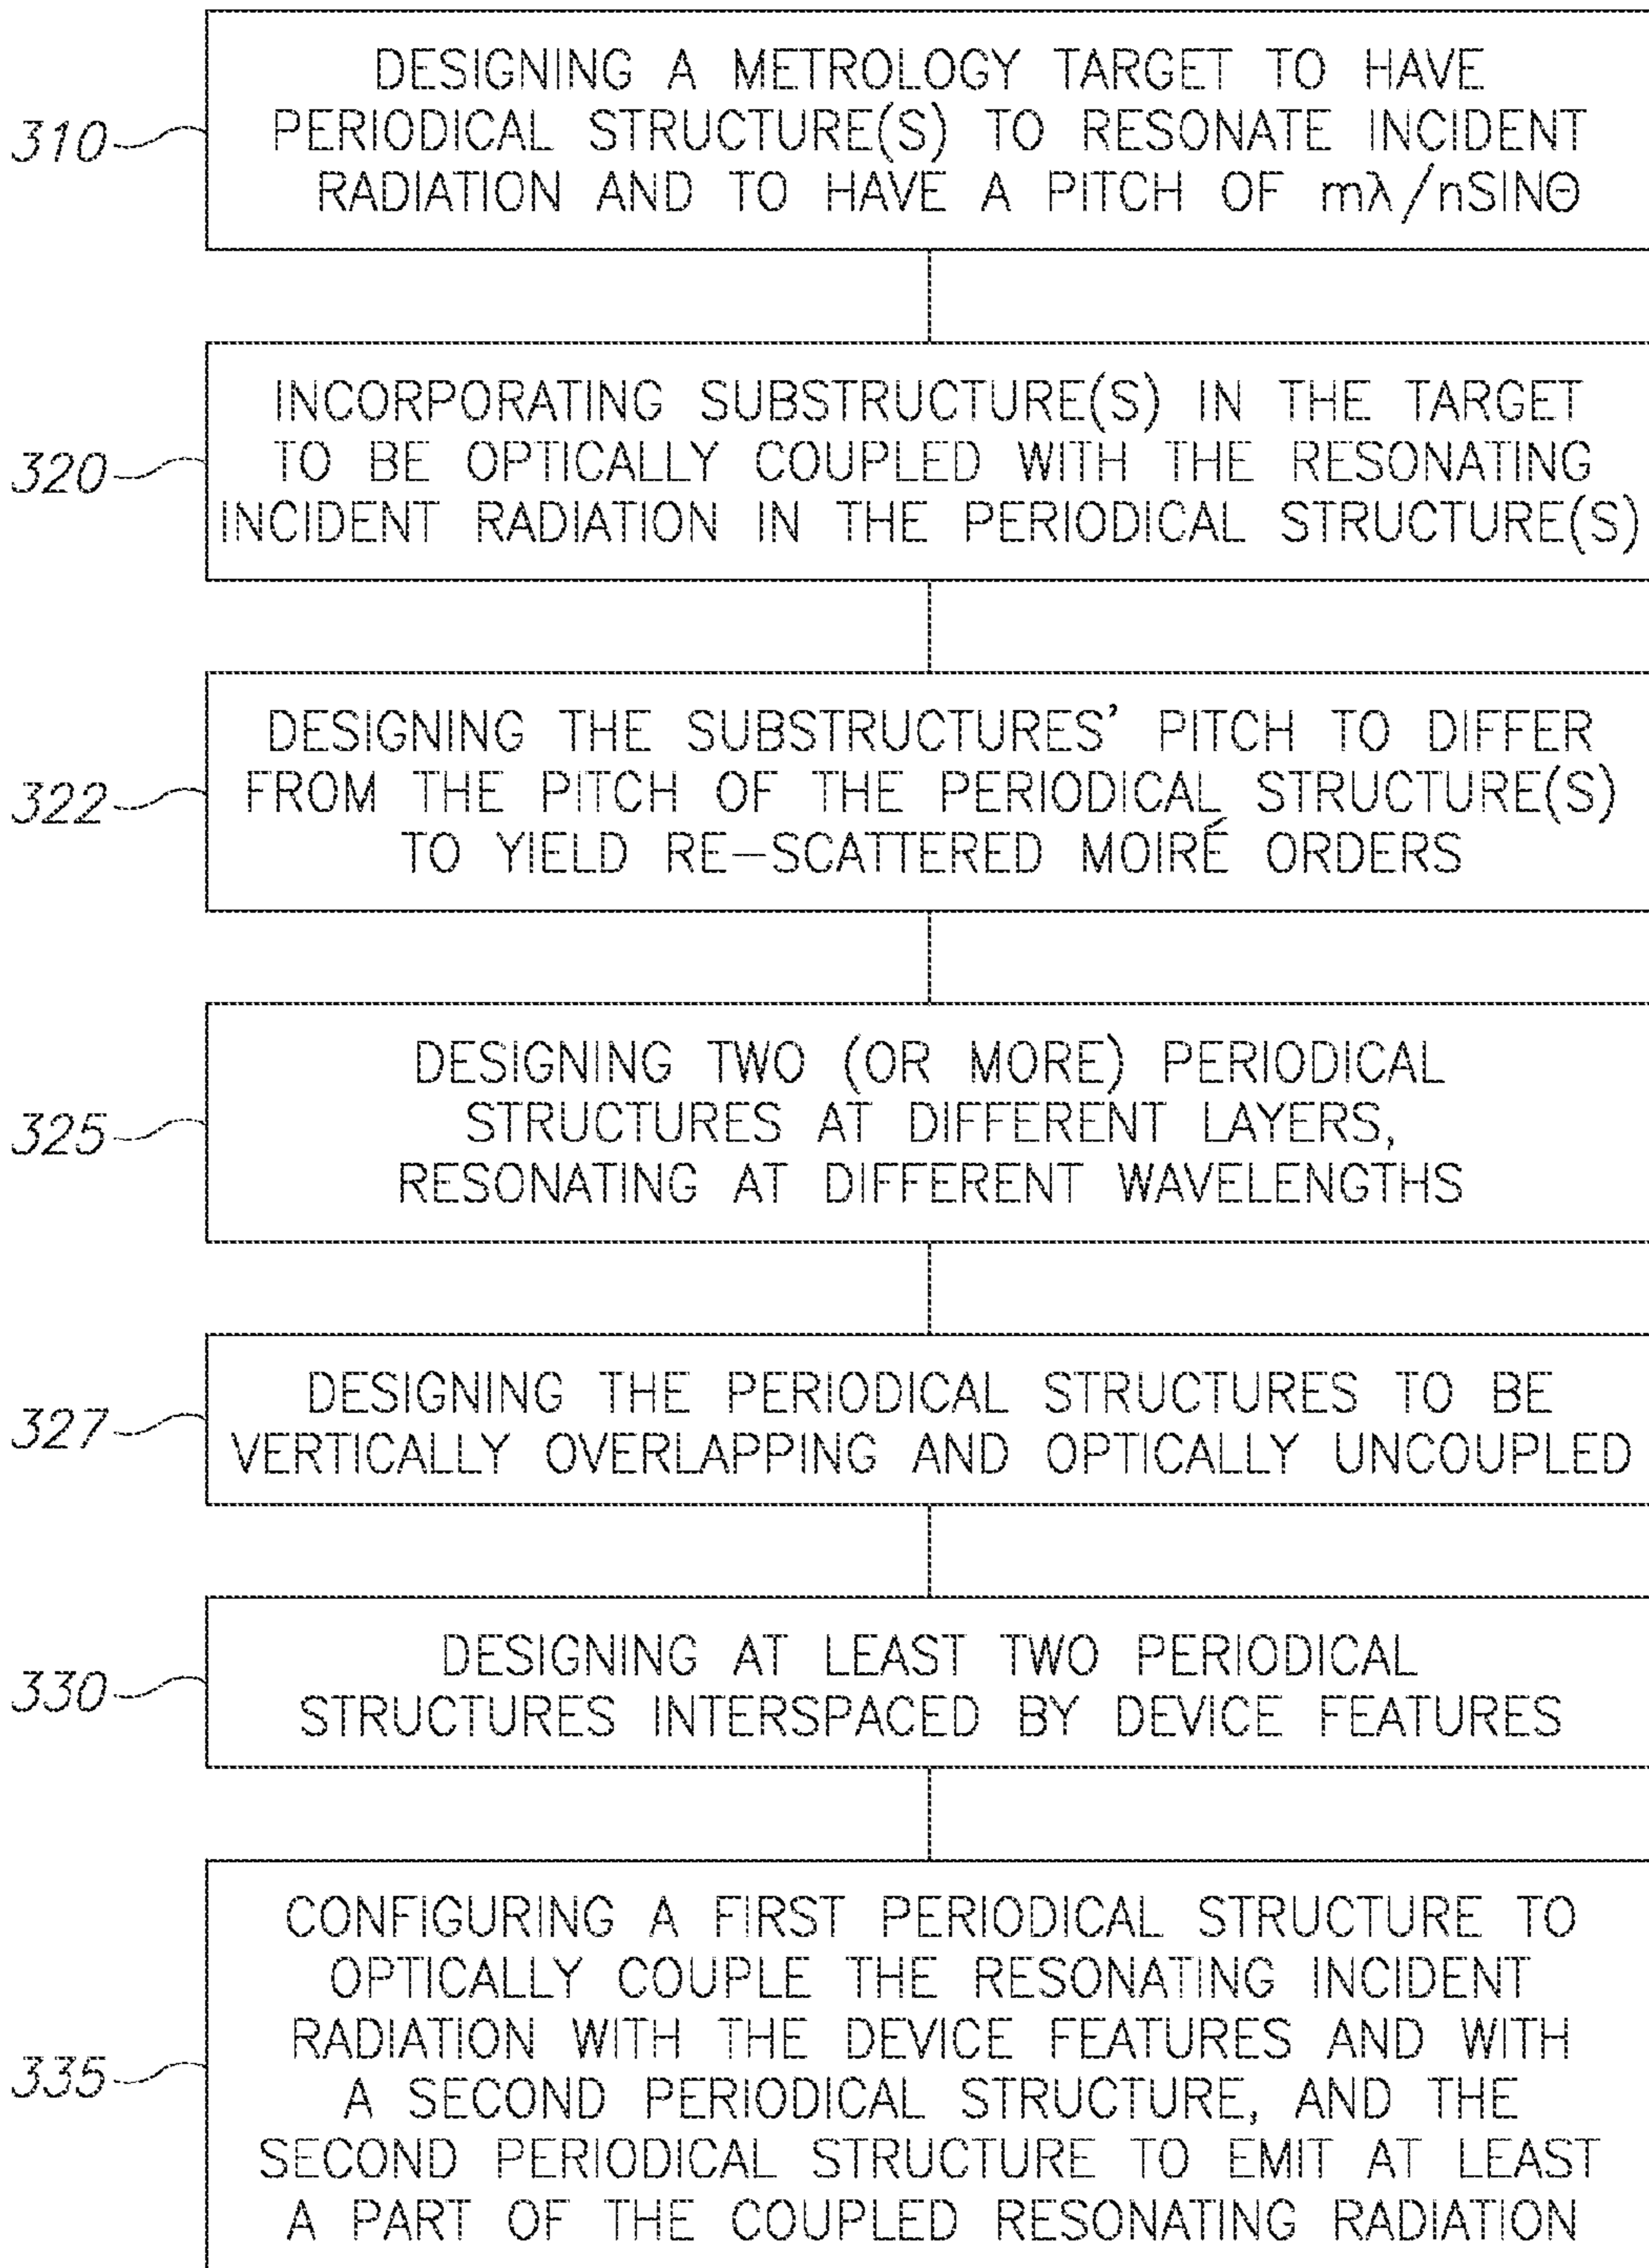 310
DESIGNING A METROLOGY TARGET TO HAVE
PERIODICAL STRUCTURE(S) TO RESONATE INCIDENT
RADIATION AND TO HAVE A PITCH OF mλ/nSINΘ
320
INCORPORATING SUBSTRUCTURE(S) IN THE TARGET
TO BE OPTICALLY COUPLED WITH THE RESONATING
INCIDENT RADIATION IN THE PERIODICAL STRUCTURE(S)
322
DESIGNING THE SUBSTRUCTURES' PITCH TO DIFFER
FROM THE PITCH OF THE PERIODICAL STRUCTURE(S)
TO YIELD RE-SCATTERED MOIRÉ ORDERS
325
DESIGNING TWO (OR MORE) PERIODICAL
STRUCTURES AT DIFFERENT LAYERS,
RESONATING AT DIFFERENT WAVELENGTHS
327
DESIGNING THE PERIODICAL STRUCTURES TO BE
VERTICALLY OVERLAPPING AND OPTICALLY UNCOUPLED
330
DESIGNING AT LEAST TWO PERIODICAL
STRUCTURES INTERSPACED BY DEVICE FEATURES
335
CONFIGURING A FIRST PERIODICAL STRUCTURE TO
OPTICALLY COUPLE THE RESONATING INCIDENT
RADIATION WITH THE DEVICE FEATURES AND WITH
A SECOND PERIODICAL STRUCTURE, AND THE
SECOND PERIODICAL STRUCTURE TO EMIT AT LEAST
A PART OF THE COUPLED RESONATING RADIATION